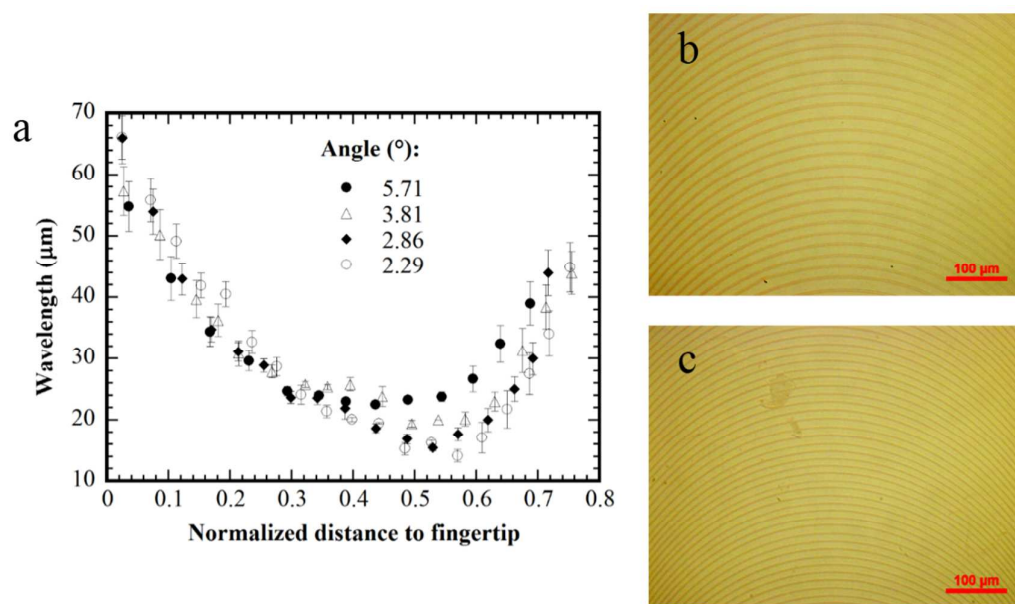 a
Wavelength (μm)
70
60
50
40
30
20
10
0
0.1
0.2
0.3
0.4
0.5
0.6
0.7
0.8
Normalized distance to fingertip
Angle (°):
5.71
3.81
2.86
2.29
b
100 μm
c
100 μm